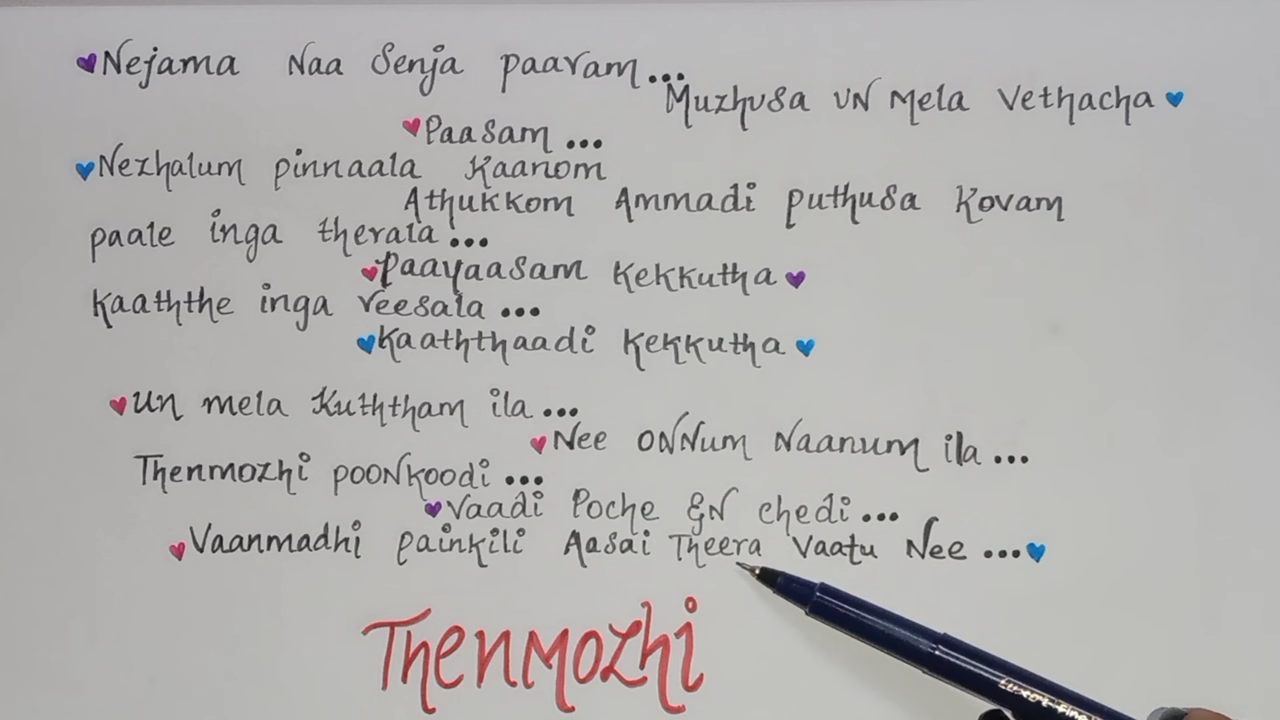 Nejama Naa Senja paavam...
Muzhusa UN Mela Vethacha
Paasam ...
Nezhalum pinnaala Kaanom
Athukkom Ammadi puthusa Kovam
paale inga therala ...
Paayaasam Kekkutha
Kaaththe inga Veesala ...
Kaaththaadi Kekkutha
Un mela Kuththam ila ...
Nee ONNum Naanum ila ...
Thenmozhi pooNkoodi ...
Vaadi Poche EN chedi ...
Vaanmadhi painkili Aasai Theera Vaatu Nee ...
Thenmozhi